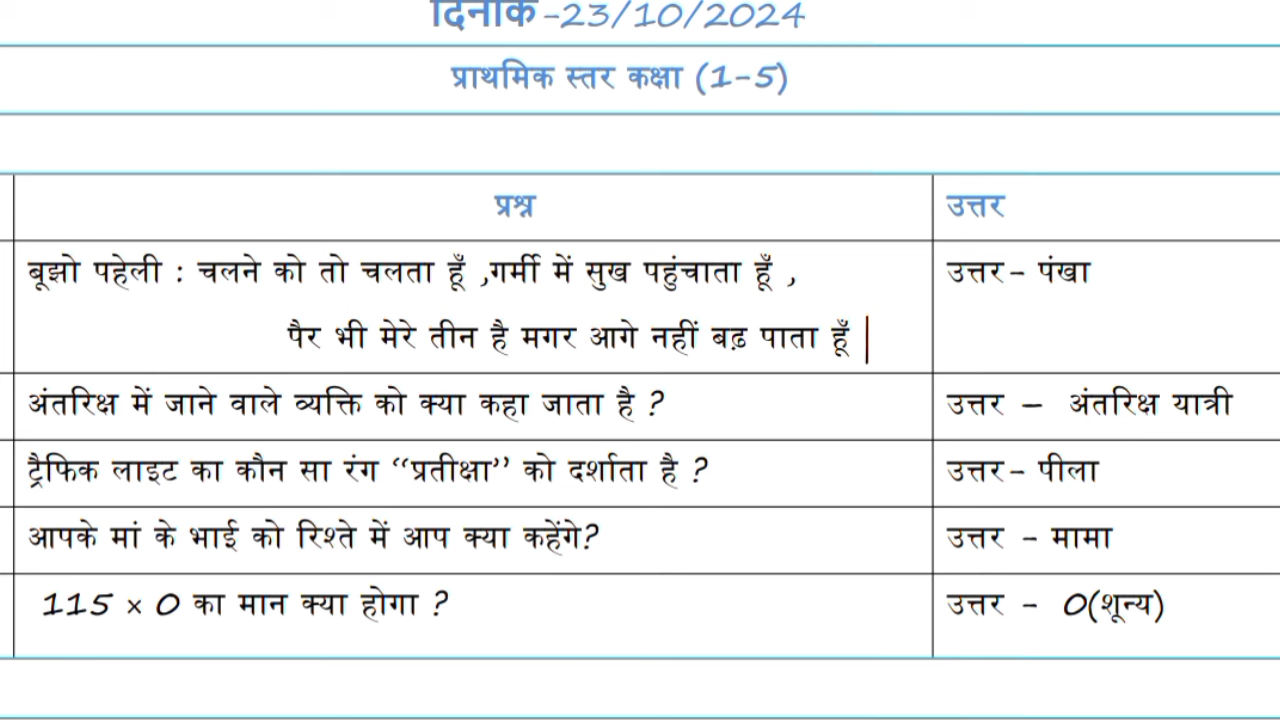 दिनांक-23/10/2024
प्राथमिक स्तर कक्षा (1-5)
प्रश्न उत्तर
बूझो पहेली : चलने को तो चलता हूँ ,गर्मी में सुख पहुंचाता हूँ , उत्तर- पंखा
पैर भी मेरे तीन है मगर आगे नहीं बढ़ पाता हूँ |
अंतरिक्ष में जाने वाले व्यक्ति को क्या कहा जाता है ? उत्तर – अंतरिक्ष यात्री
ट्रैफिक लाइट का कौन सा रंग “प्रतीक्षा” को दर्शाता है ? उत्तर- पीला
आपके मां के भाई को रिश्ते में आप क्या कहेंगे? उत्तर - मामा
115 × 0 का मान क्या होगा ? उत्तर - 0(शून्य)